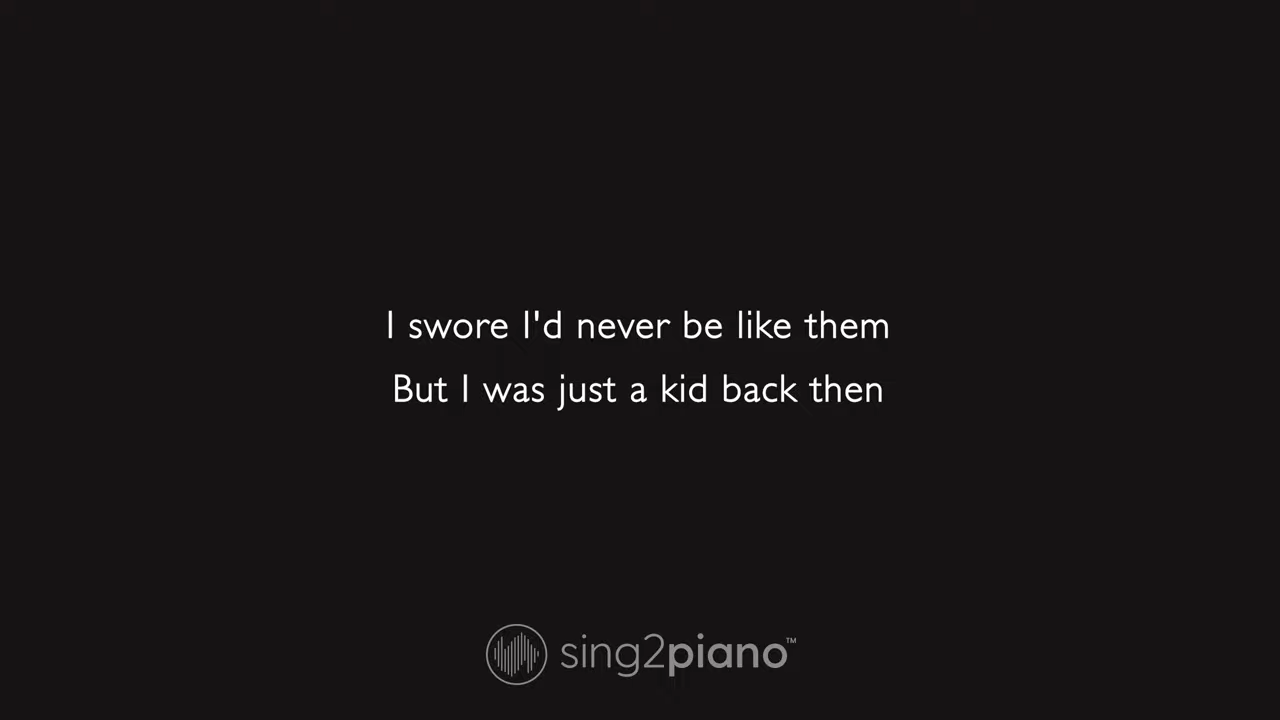 I swore I'd never be like them
But I was just a kid back then
sing2piano™